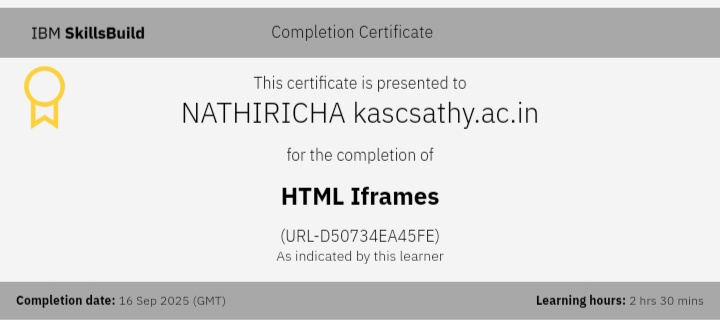 IBM SkillsBuild
Completion Certificate
This certificate is presented to
NATHIRICHA kascsathy.ac.in
for the completion of
HTML Iframes
(URL-D50734EA45FE)
As indicated by this learner
Completion date: 16 Sep 2025 (GMT)
Learning hours: 2 hrs 30 mins